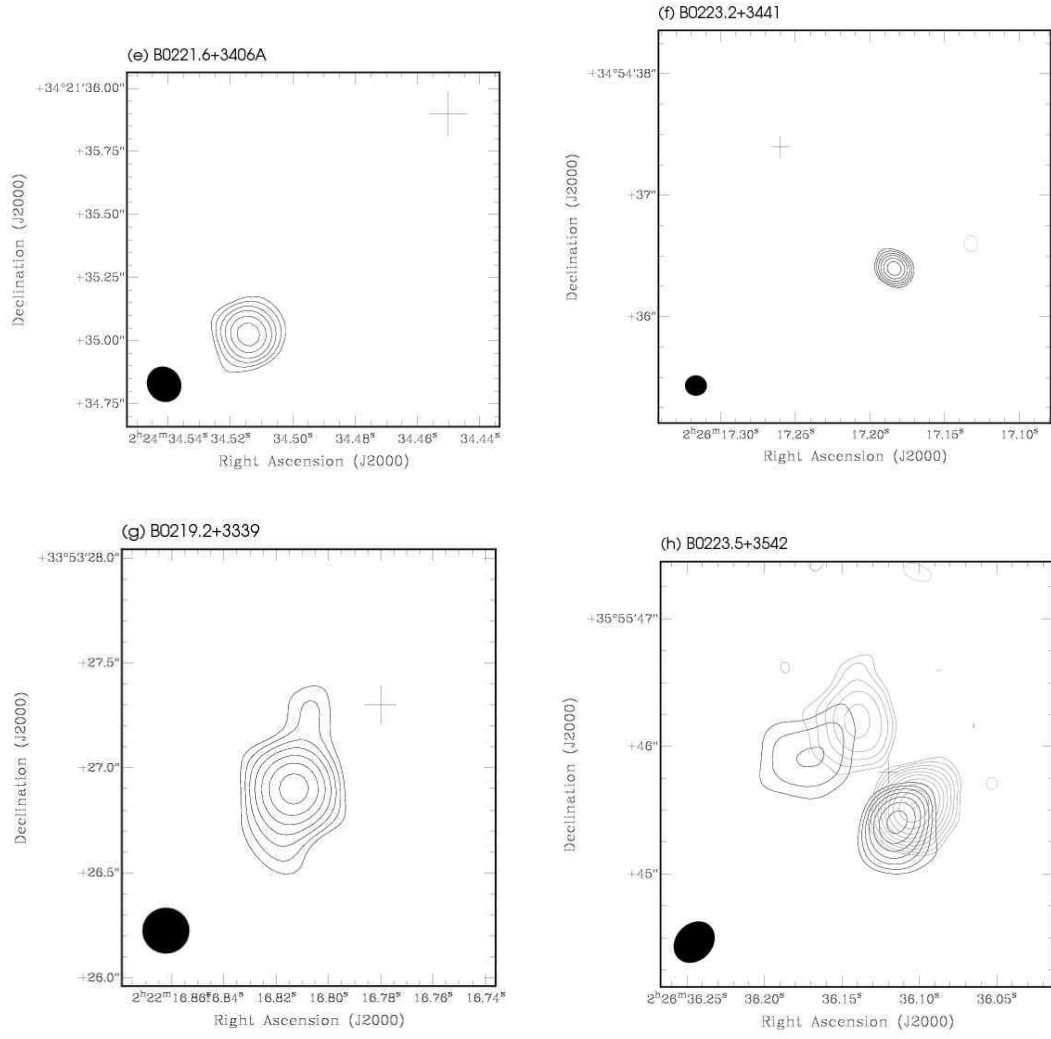 (e) B0221.6+3406A
+34°21'36.00"
+35.75"
+35.50"
+35.25"
+35.00"
+34.75"
Declination (J2000)
2ʰ24ᵐ34.54ˢ 34.52ˢ 34.50ˢ 34.48ˢ 34.46ˢ 34.44ˢ
Right Ascension (J2000)
(f) B0223.2+3441
+34°54'38"
+37"
+36"
Declination (J2000)
2ʰ26ᵐ17.30ˢ 17.25ˢ 17.20ˢ 17.15ˢ 17.10ˢ
Right Ascension (J2000)
(g) B0219.2+3339
+33°53'28.0"
+27.5"
+27.0"
+26.5"
+26.0"
Declination (J2000)
2ʰ22ᵐ16.86ˢ 16.84ˢ 16.82ˢ 16.80ˢ 16.78ˢ 16.76ˢ 16.74ˢ
Right Ascension (J2000)
(h) B0223.5+3542
+35°55'47"
+46"
+45"
Declination (J2000)
2ʰ26ᵐ36.25ˢ 36.20ˢ 36.15ˢ 36.10ˢ 36.05ˢ
Right Ascension (J2000)